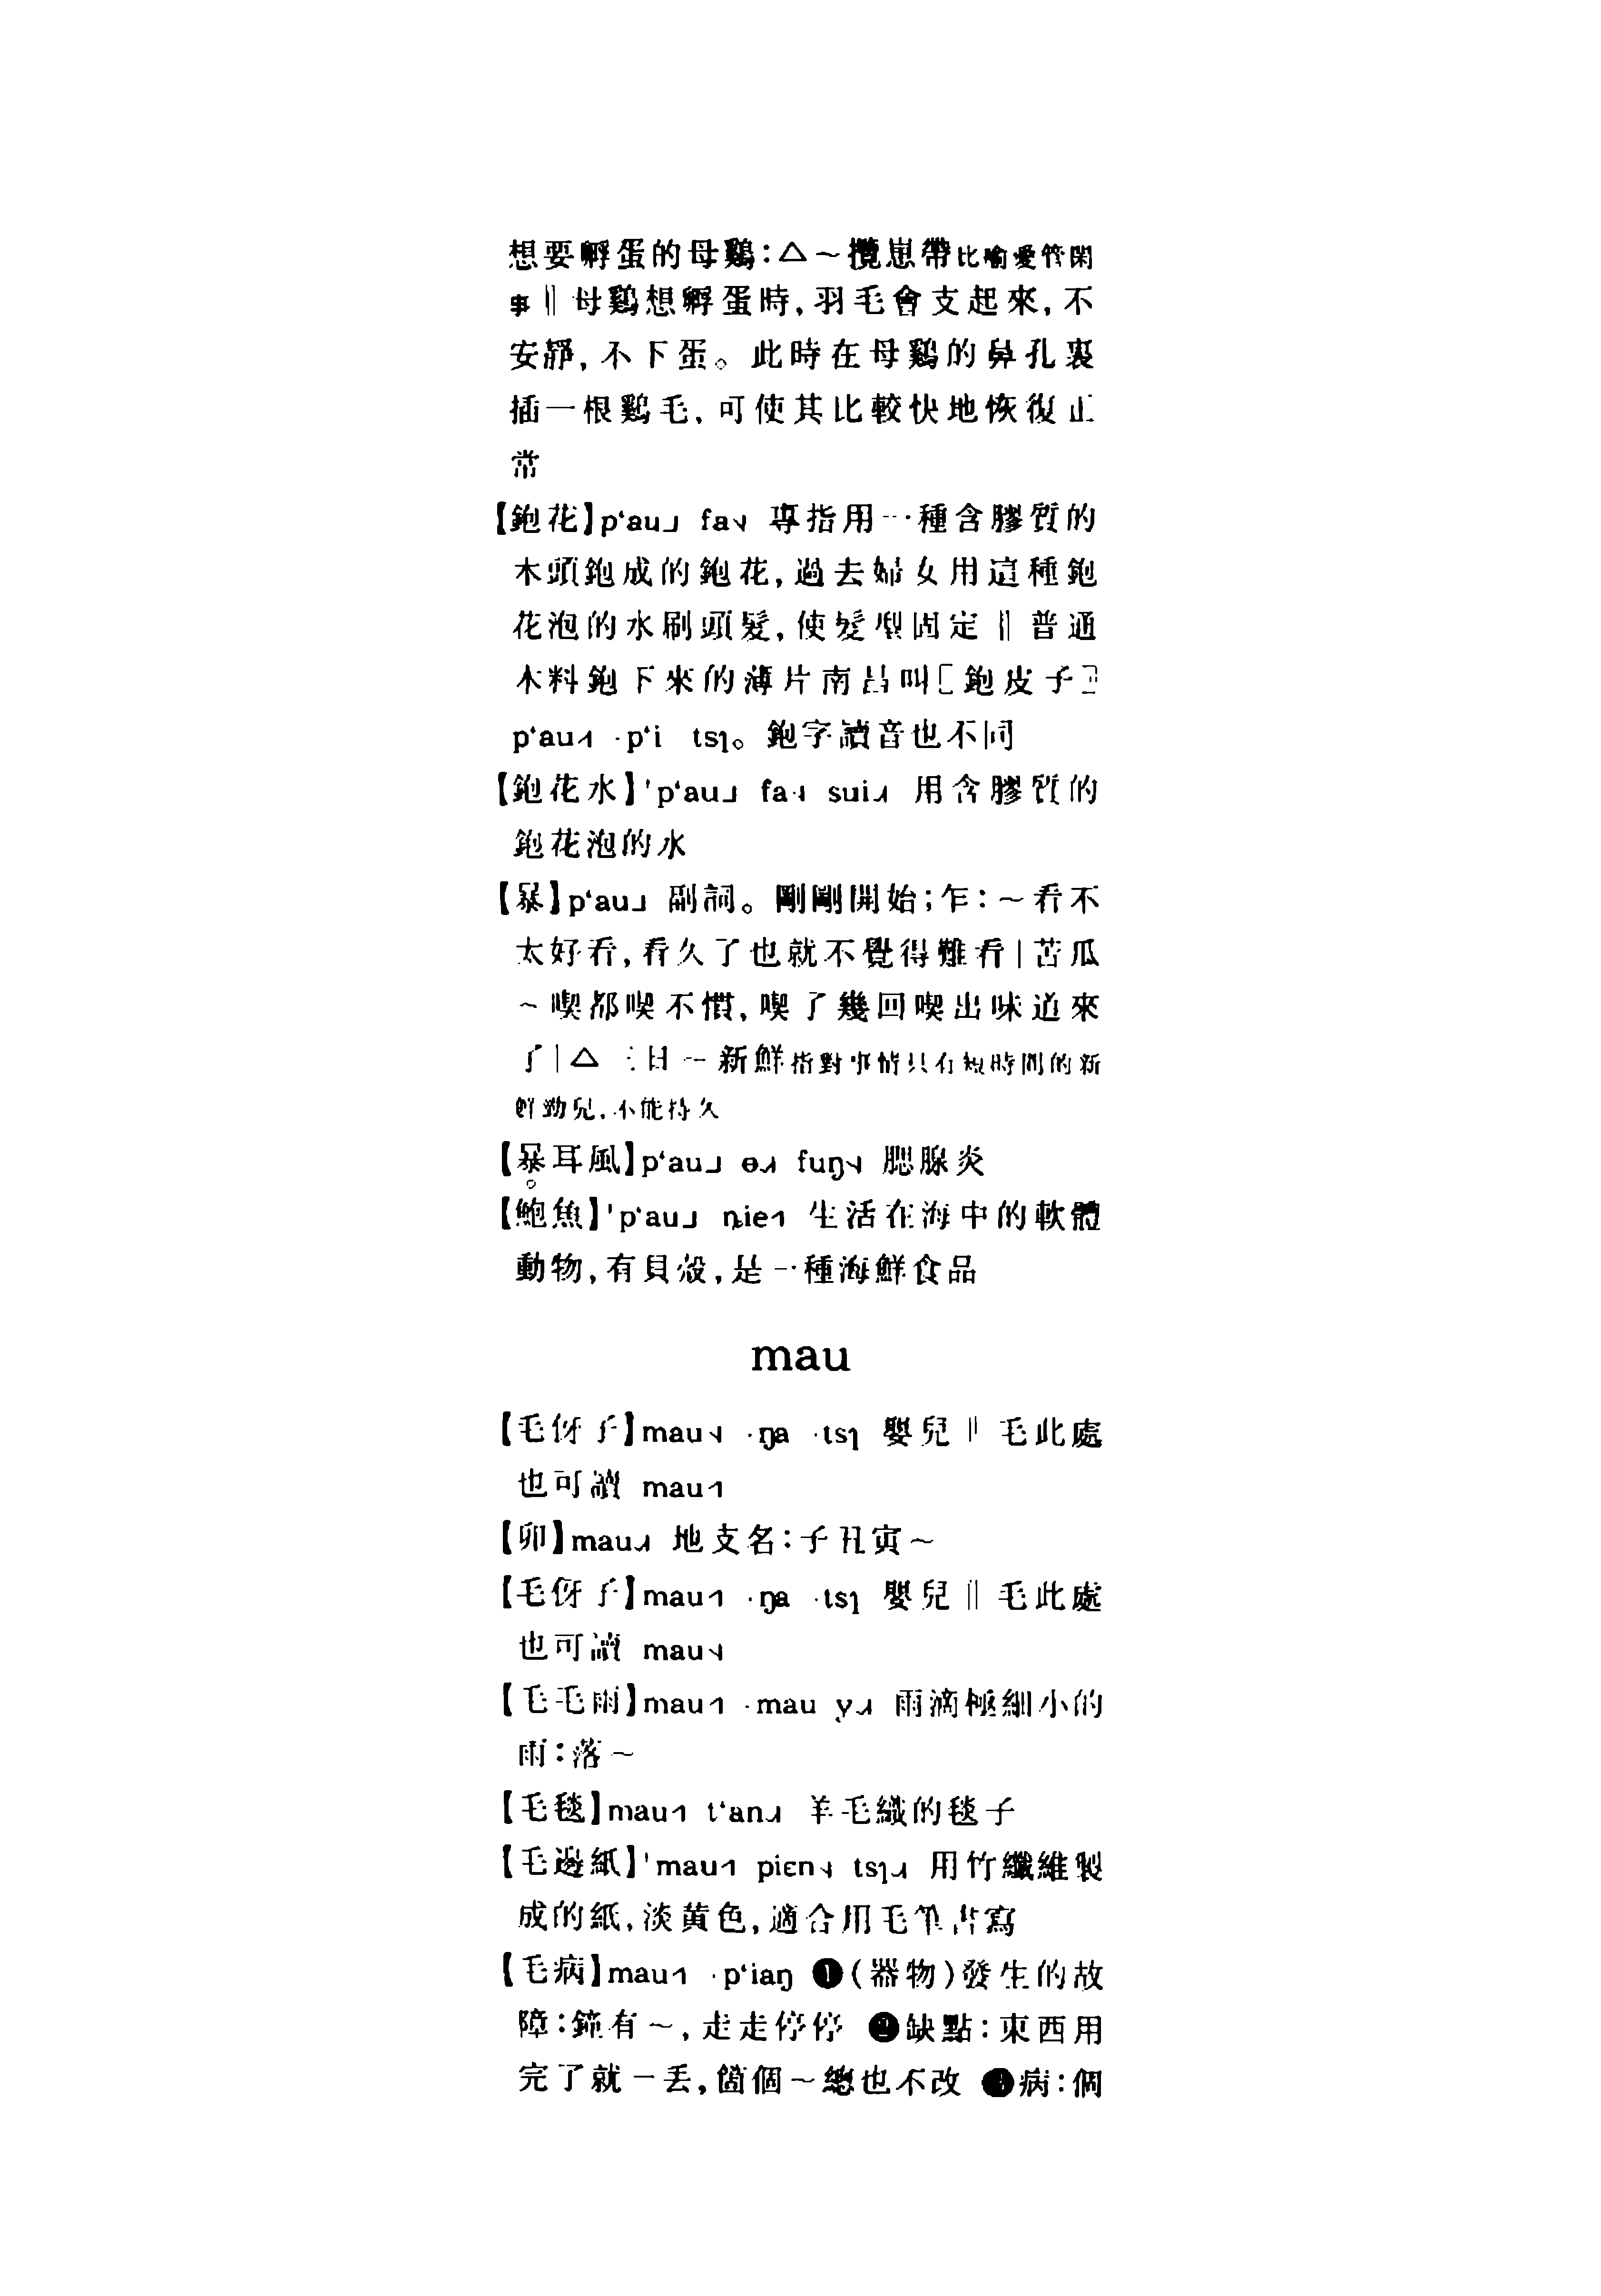 想要孵蛋的母鷄：△～攬崽帶比喻愛管閑
事‖母鷄想孵蛋時，羽毛會支起來，不
安靜，不下蛋。此時在母鷄的鼻孔裏
插一根鷄毛，可使其比較快地恢復正
常
【鉋花】p‘au˩ fa˧˨ 專指用一種含膠質的
木頭鉋成的鉋花，過去婦女用這種鉋
花泡的水刷頭髮，使髮型固定‖普通
木料鉋下來的薄片南昌叫［鉋皮子］
p‘au˨˦ ·p‘i tsɿ。鉋字讀音也不同
【鉋花水】'p‘au˩ fa˧˨ sui˨˩˧ 用含膠質的
鉋花泡的水
【暴】p‘au˩ 副詞。剛剛開始；乍：～看不
太好看，看久了也就不覺得難看|苦瓜
～喫都喫不慣，喫了幾回喫出味道來
了|△三日～新鮮指對事情只有短時間的新
鮮勁兒，不能持久
【暴耳風】p‘au˩ ɵ˨˩˧ fuŋ˧˨ 腮腺炎
【鮑魚】'p‘au˩ ȵie˨˦ 生活在海中的軟體
動物，有貝殼，是一種海鮮食品
mau
【毛伢子】mau˧˨ ·ŋa ·tsɿ 嬰兒‖毛此處
也可讀 mau˨˦
【卯】mau˨˩˧ 地支名：子丑寅～
【毛伢子】mau˨˦ ·ŋa ·tsɿ 嬰兒‖毛此處
也可讀 mau˧˨
【毛毛雨】mau˨˦ ·mau y˨˩˧ 雨滴極細小的
雨：落～
【毛毯】mau˨˦ t‘an˨˩˧ 羊毛織的毯子
【毛邊紙】'mau˨˦ piɛn˧˨ tsɿ˨˩˧ 用竹纖維製
成的紙，淡黄色，適合用毛筆書寫
【毛病】mau˨˦ ·p‘iaŋ ❶（器物）發生的故
障：鐘有～，走走停停 ❷缺點：東西用
完了就一丢，箇個～總也不改 ❸病：個